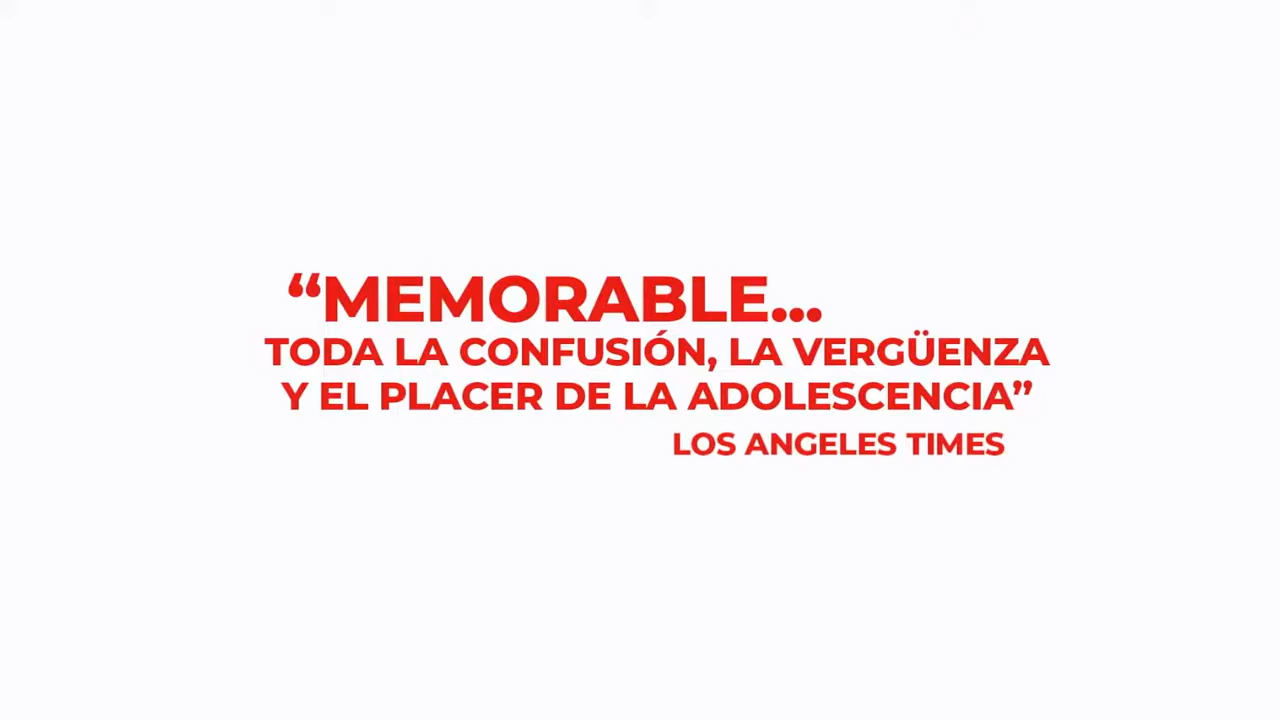 “MEMORABLE...
TODA LA CONFUSIÓN, LA VERGÜENZA
Y EL PLACER DE LA ADOLESCENCIA”
LOS ANGELES TIMES